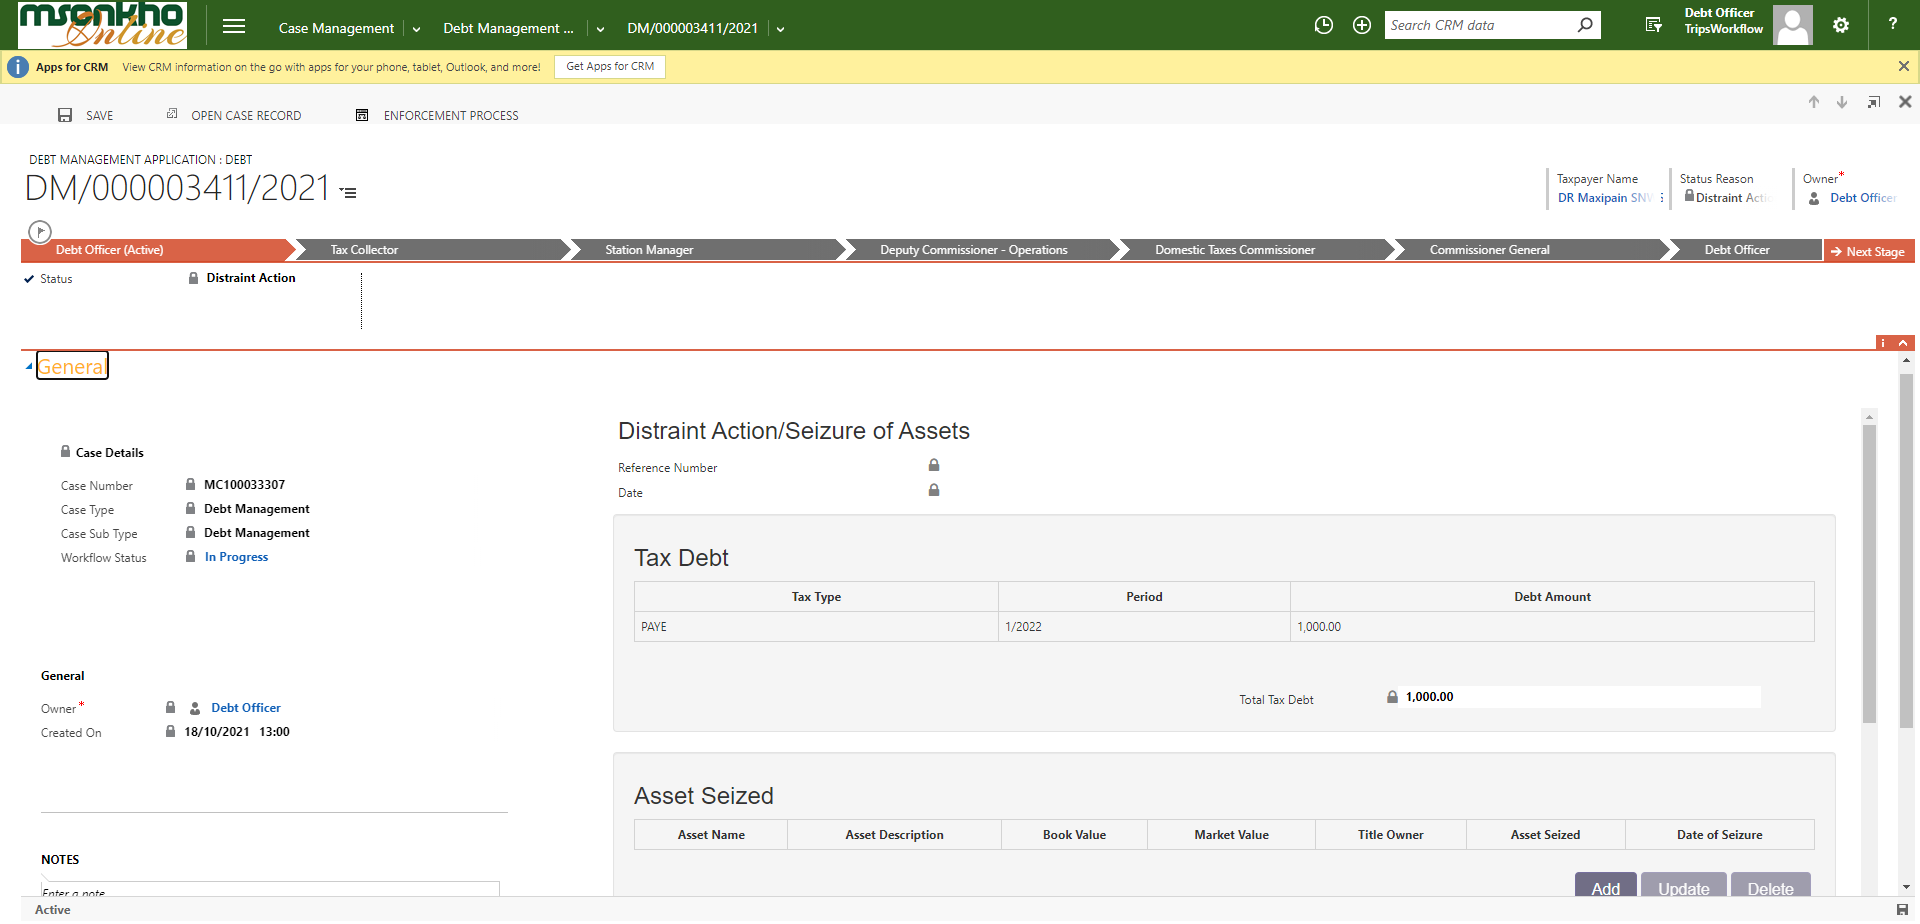 msonkho
Online
Case Management
Debt Management ...
DM/000003411/2021
Search CRM data
Debt Officer
TripsWorkflow
?
Apps for CRM
View CRM information on the go with apps for your phone, tablet, Outlook, and more!
Get Apps for CRM
SAVE
OPEN CASE RECORD
ENFORCEMENT PROCESS
DEBT MANAGEMENT APPLICATION : DEBT
DM/000003411/2021
Taxpayer Name
DR Maxipain SNV
Status Reason
Distraint Actio
Owner*
Debt Officer
Debt Officer (Active)
Tax Collector
Station Manager
Deputy Commissioner - Operations
Domestic Taxes Commissioner
Commissioner General
Debt Officer
Next Stage
Status
Distraint Action
General
Case Details
Case Number
MC100033307
Case Type
Debt Management
Case Sub Type
Debt Management
Workflow Status
In Progress
General
Owner*
Debt Officer
Created On
18/10/2021 13:00
NOTES
Enter a note
Distraint Action/Seizure of Assets
Reference Number
Date
Tax Debt
Tax Type Period Debt Amount
PAYE 1/2022 1,000.00
Total Tax Debt 1,000.00
Asset Seized
Asset Name Asset Description Book Value Market Value Title Owner Asset Seized Date of Seizure
Add Update Delete
Active